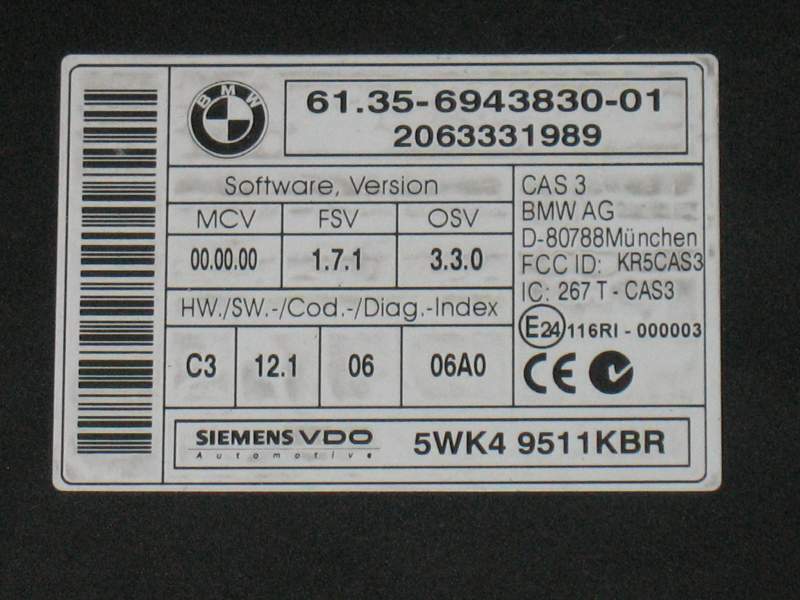 BMW
61.35-6943830-01
2063331989
Software, Version
MCV FSV OSV
00.00.00 1.7.1 3.3.0
HW./SW.-/Cod.-/Diag.-Index
C3 12.1 06 06A0
CAS 3
BMW AG
D-80788München
FCC ID: KR5CAS3
IC: 267 T - CAS3
E24 116RI - 000003
CE
SIEMENS VDO
Automotive
5WK4 9511KBR